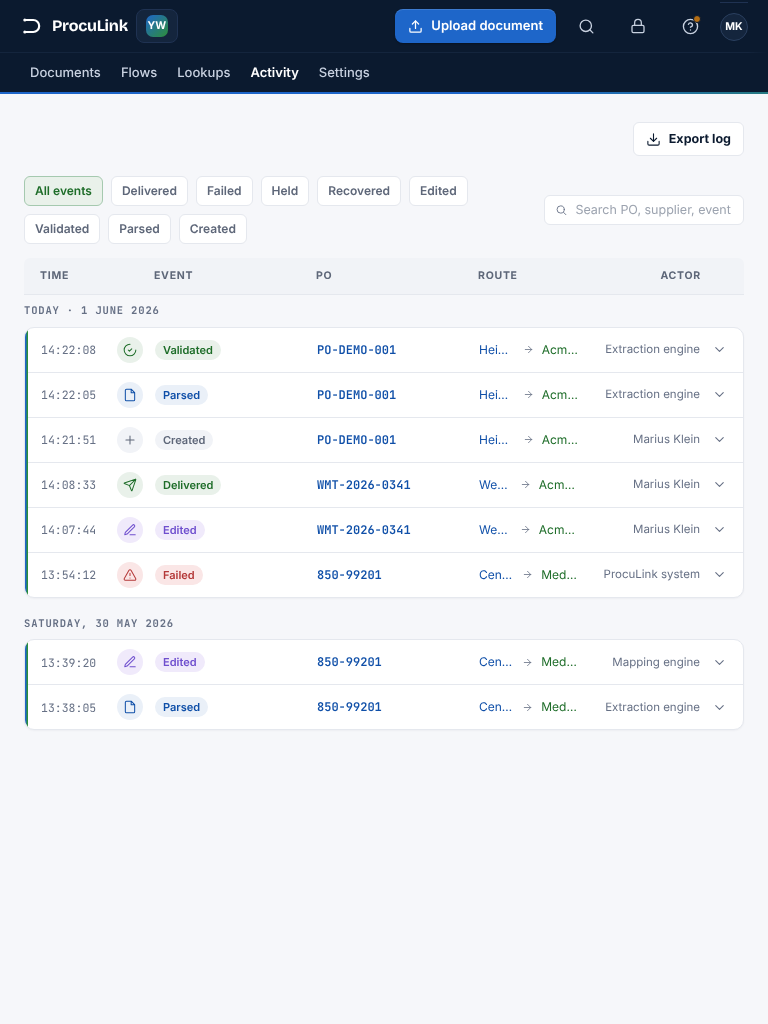 ProcuLink YW Upload document MK
Documents Flows Lookups Activity Settings
Export log
All events Delivered Failed Held Recovered Edited
Validated Parsed Created
Search PO, supplier, event
TIME EVENT PO ROUTE ACTOR
TODAY · 1 JUNE 2026
14:22:08 Validated PO-DEMO-001 Hei... → Acm... Extraction engine
14:22:05 Parsed PO-DEMO-001 Hei... → Acm... Extraction engine
14:21:51 Created PO-DEMO-001 Hei... → Acm... Marius Klein
14:08:33 Delivered WMT-2026-0341 We... → Acm... Marius Klein
14:07:44 Edited WMT-2026-0341 We... → Acm... Marius Klein
13:54:12 Failed 850-99201 Cen... → Med... ProcuLink system
SATURDAY, 30 MAY 2026
13:39:20 Edited 850-99201 Cen... → Med... Mapping engine
13:38:05 Parsed 850-99201 Cen... → Med... Extraction engine